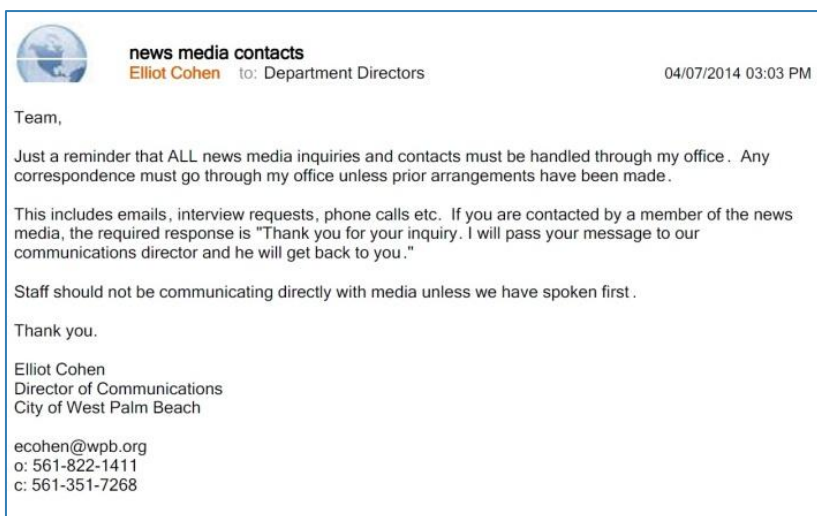 news media contacts
Elliot Cohen to: Department Directors 04/07/2014 03:03 PM
Team,
Just a reminder that ALL news media inquiries and contacts must be handled through my office. Any
correspondence must go through my office unless prior arrangements have been made.
This includes emails, interview requests, phone calls etc. If you are contacted by a member of the news
media, the required response is "Thank you for your inquiry. I will pass your message to our
communications director and he will get back to you."
Staff should not be communicating directly with media unless we have spoken first.
Thank you.
Elliot Cohen
Director of Communications
City of West Palm Beach
ecohen@wpb.org
o: 561-822-1411
c: 561-351-7268